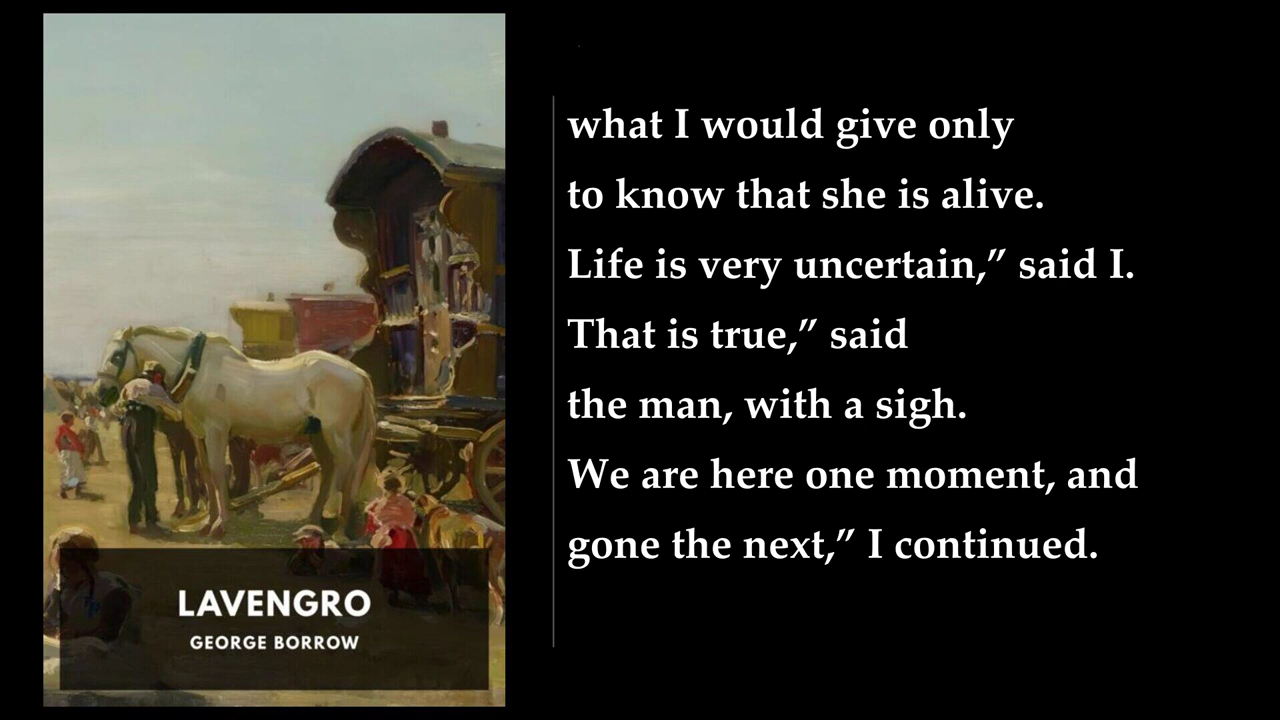 LAVENGRO
GEORGE BORROW
what I would give only
to know that she is alive.
Life is very uncertain,” said I.
That is true,” said
the man, with a sigh.
We are here one moment, and
gone the next,” I continued.